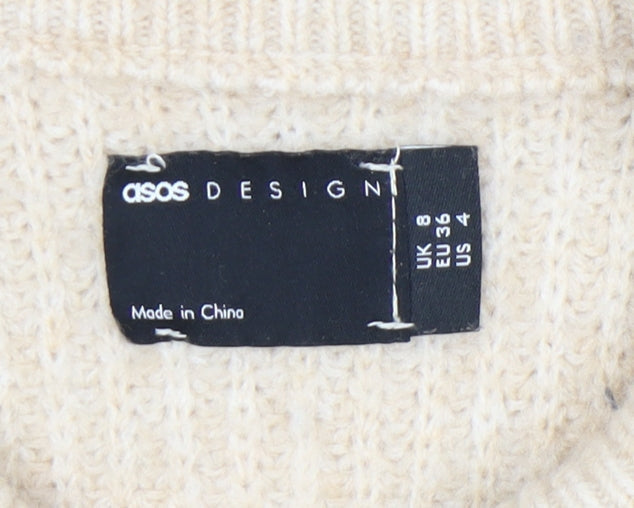 asos DESIGN
Made in China
UK 8
EU 36
US 4